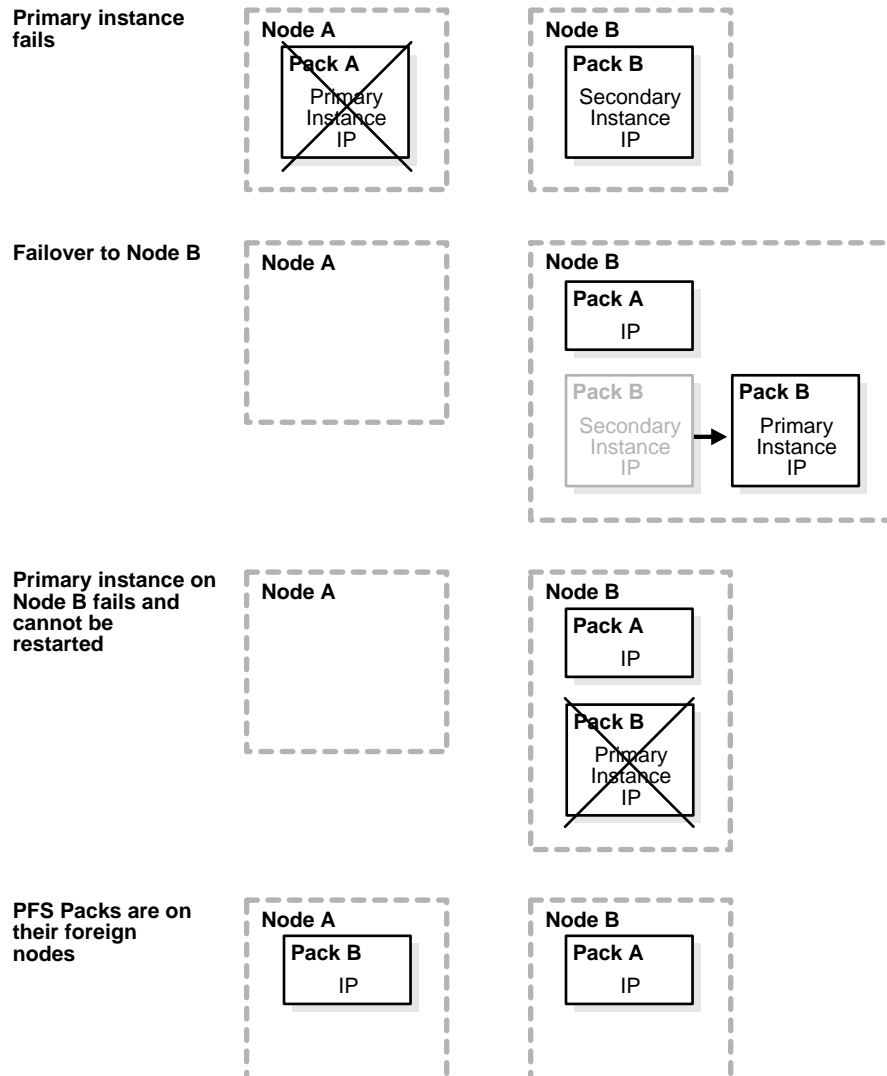 Primary instance
fails
Node A
Pack A
Primary
Instance
IP
Node B
Pack B
Secondary
Instance
IP
Failover to Node B
Node A
Node B
Pack A
IP
Pack B
Secondary
Instance
IP
Pack B
Primary
Instance
IP
Primary instance on
Node B fails and
cannot be
restarted
Node A
Node B
Pack A
IP
Pack B
Primary
Instance
IP
PFS Packs are on
their foreign
nodes
Node A
Pack B
IP
Node B
Pack A
IP